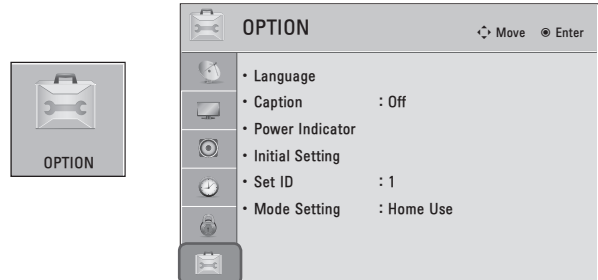 OPTION
OPTION
Move Enter
• Language
• Caption : Off
• Power Indicator
• Initial Setting
• Set ID : 1
• Mode Setting : Home Use